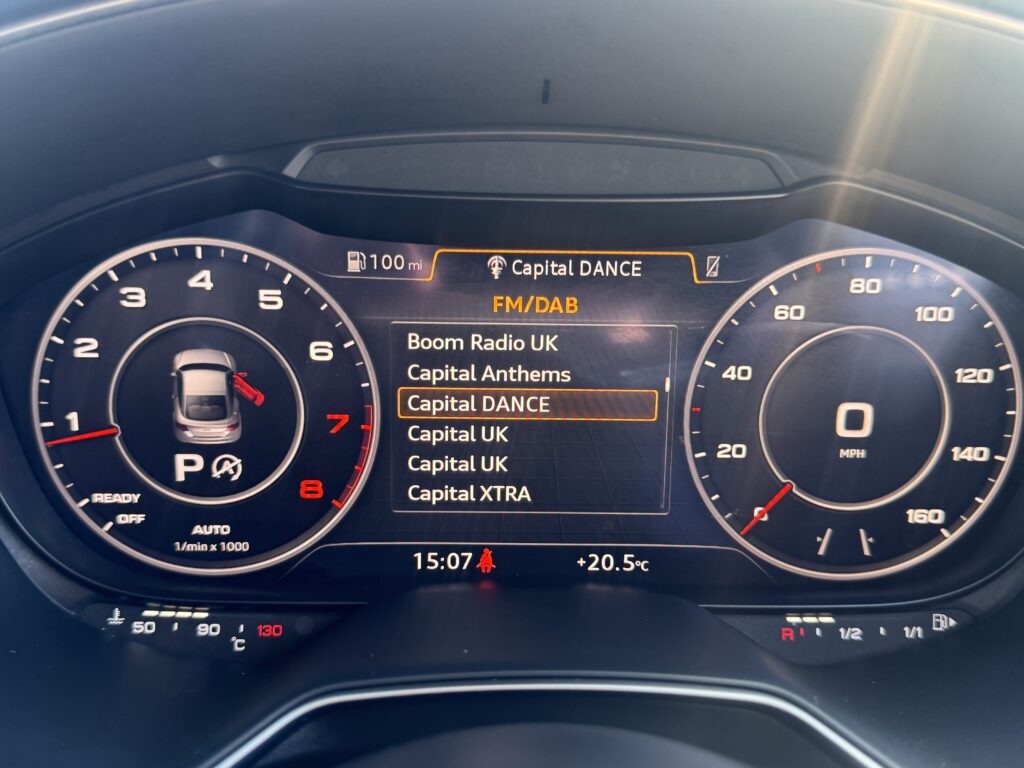 100 mi
Capital DANCE
FM/DAB
Boom Radio UK
Capital Anthems
Capital DANCE
Capital UK
Capital UK
Capital XTRA
15:07
+20.5°C
1
2
3
4
5
6
7
8
P A
READY
OFF
AUTO
1/min x 1000
0
20
40
60
80
100
120
140
160
0
MPH
50
90
130
°C
R
1/2
1/1